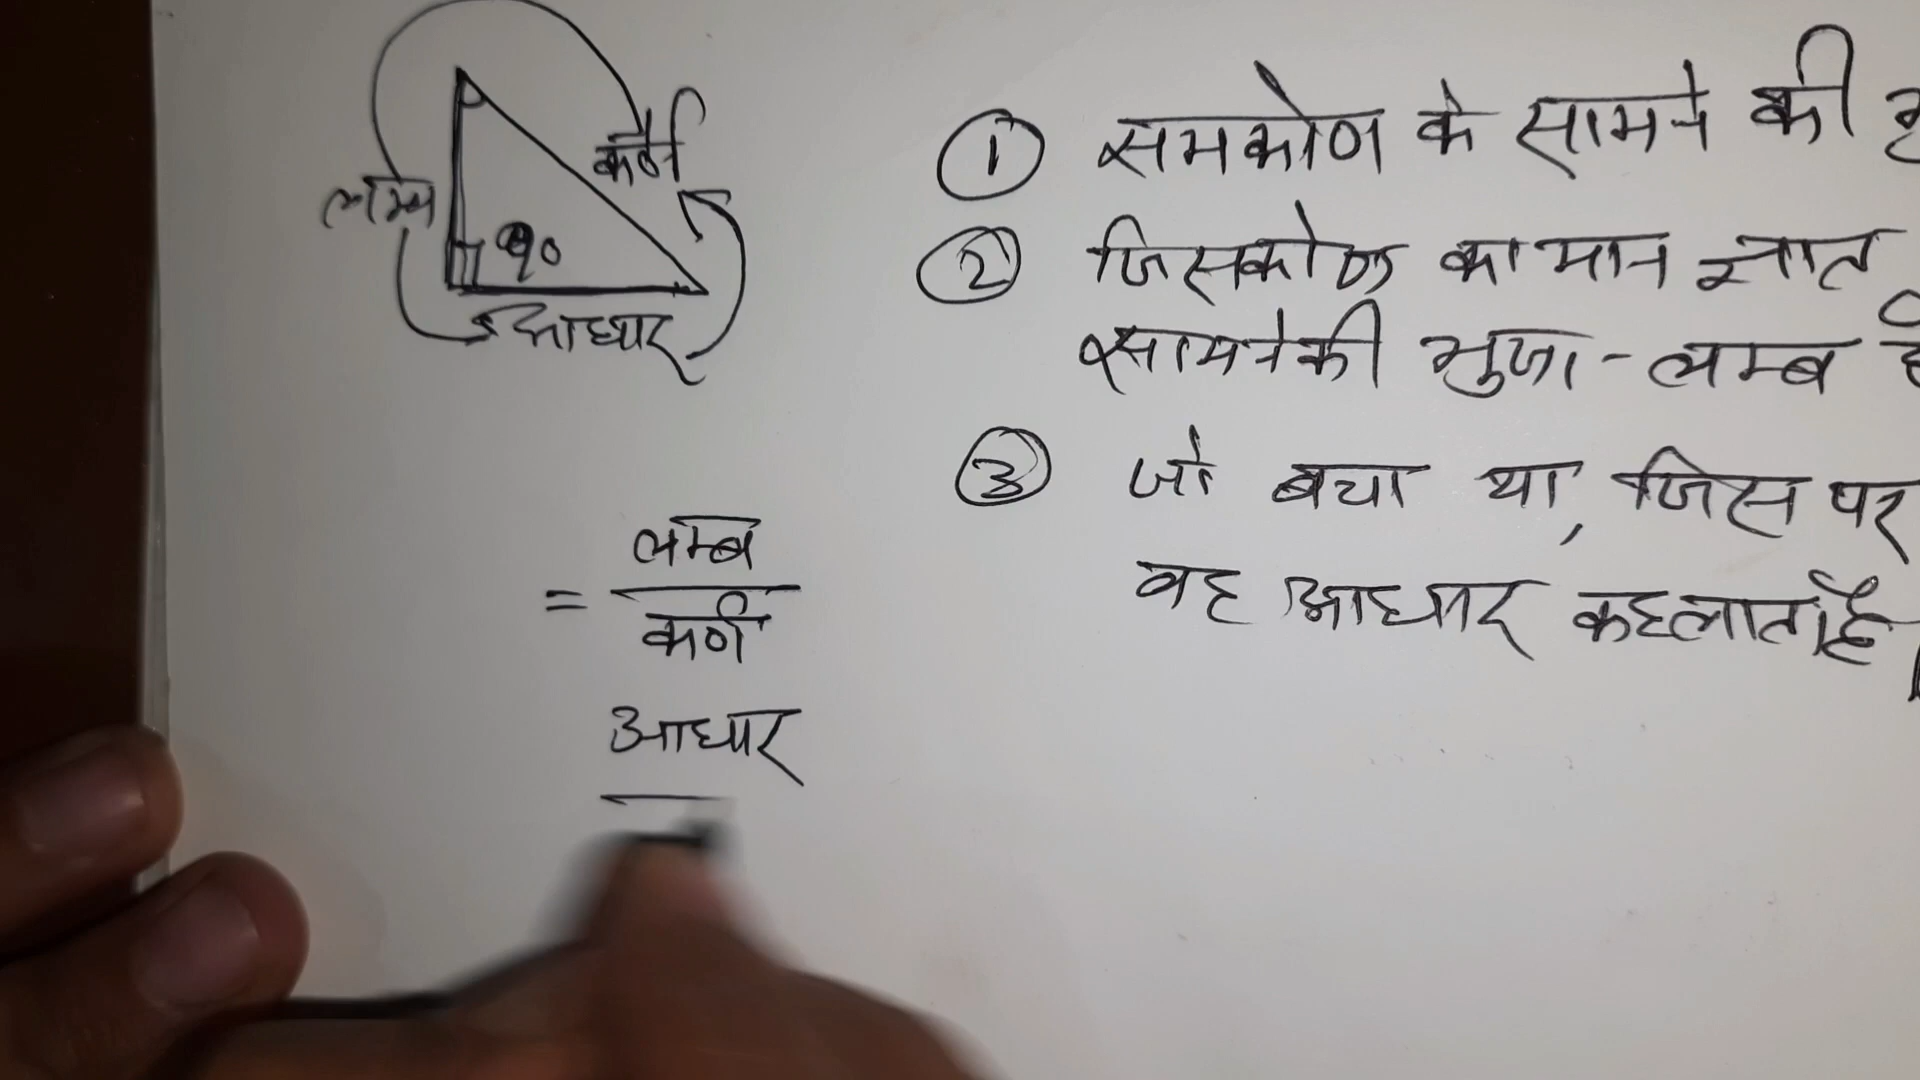 कर्ण
लम्ब
90
आधार
① समकोण के सामने की
② जिसकोण का मान ज्ञात
सामनेकी भुजा - लम्ब
③ जो बचा था, जिस पर
वह आधार कहलाता है
= लम्ब
कर्ण
आधार